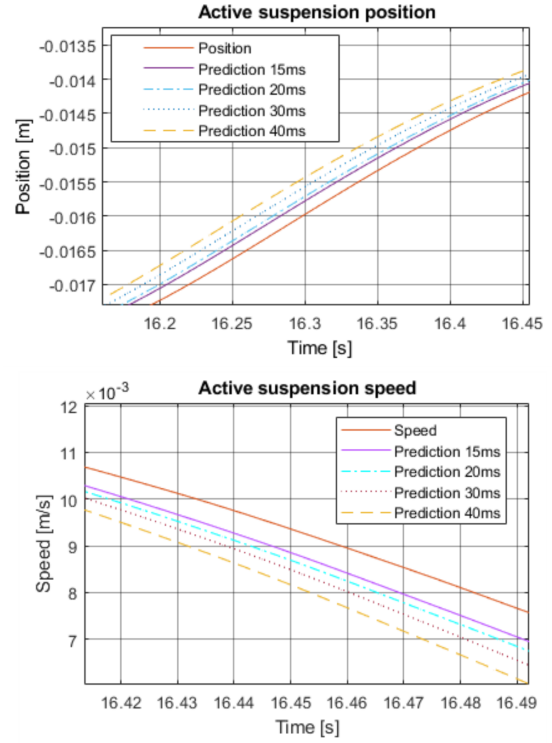 Active suspension position
-0.0135
-0.014
-0.0145
-0.015
-0.0155
-0.016
-0.0165
-0.017
Position [m]
Position
Prediction 15ms
Prediction 20ms
Prediction 30ms
Prediction 40ms
16.2 16.25 16.3 16.35 16.4 16.45
Time [s]
Active suspension speed
×10-3
12
11
10
9
8
7
Speed [m/s]
Speed
Prediction 15ms
Prediction 20ms
Prediction 30ms
Prediction 40ms
16.42 16.43 16.44 16.45 16.46 16.47 16.48 16.49
Time [s]